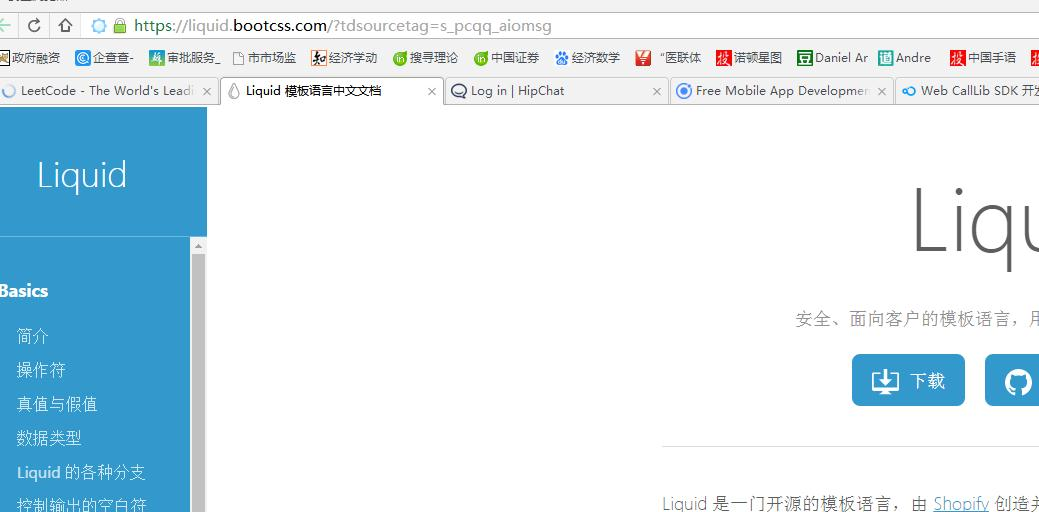 https://liquid.bootcss.com/?tdsourcetag=s_pcqq_aiomsg
政府融资 企查查- 审批服务_ 市市场监 经济学动 搜寻理论 中国证券 经济数学 “医联体 诺顿星图 Daniel Ar Andre 中国手语
LeetCode - The World's Leadi Liquid 模板语言中文文档 Log in | HipChat Free Mobile App Developmen Web CallLib SDK 开发
Liquid
Liqu
Basics
安全、面向客户的模板语言，用
简介
操作符
下载
真值与假值
数据类型
Liquid 的各种分支
控制输出的空白符
Liquid 是一门开源的模板语言，由 Shopify 创造并